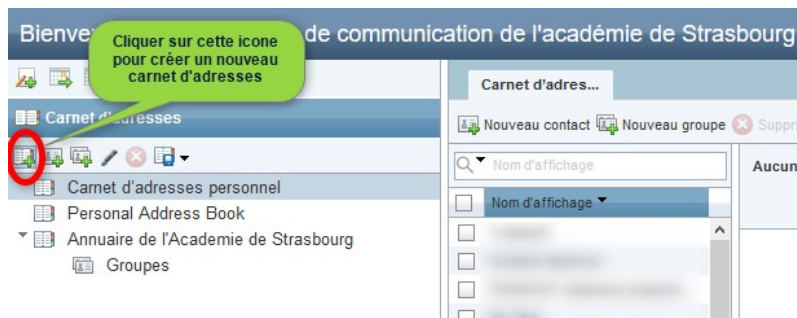 Bienve
de communication de l'académie de Strasbourg
Cliquer sur cette icone
pour créer un nouveau
carnet d'adresses
Carnet d'adres...
Carnet d'adresses
Nouveau contact Nouveau groupe Suppri
Nom d'affichage
Aucun
Nom d'affichage
Carnet d'adresses personnel
Personal Address Book
Annuaire de l'Academie de Strasbourg
Groupes